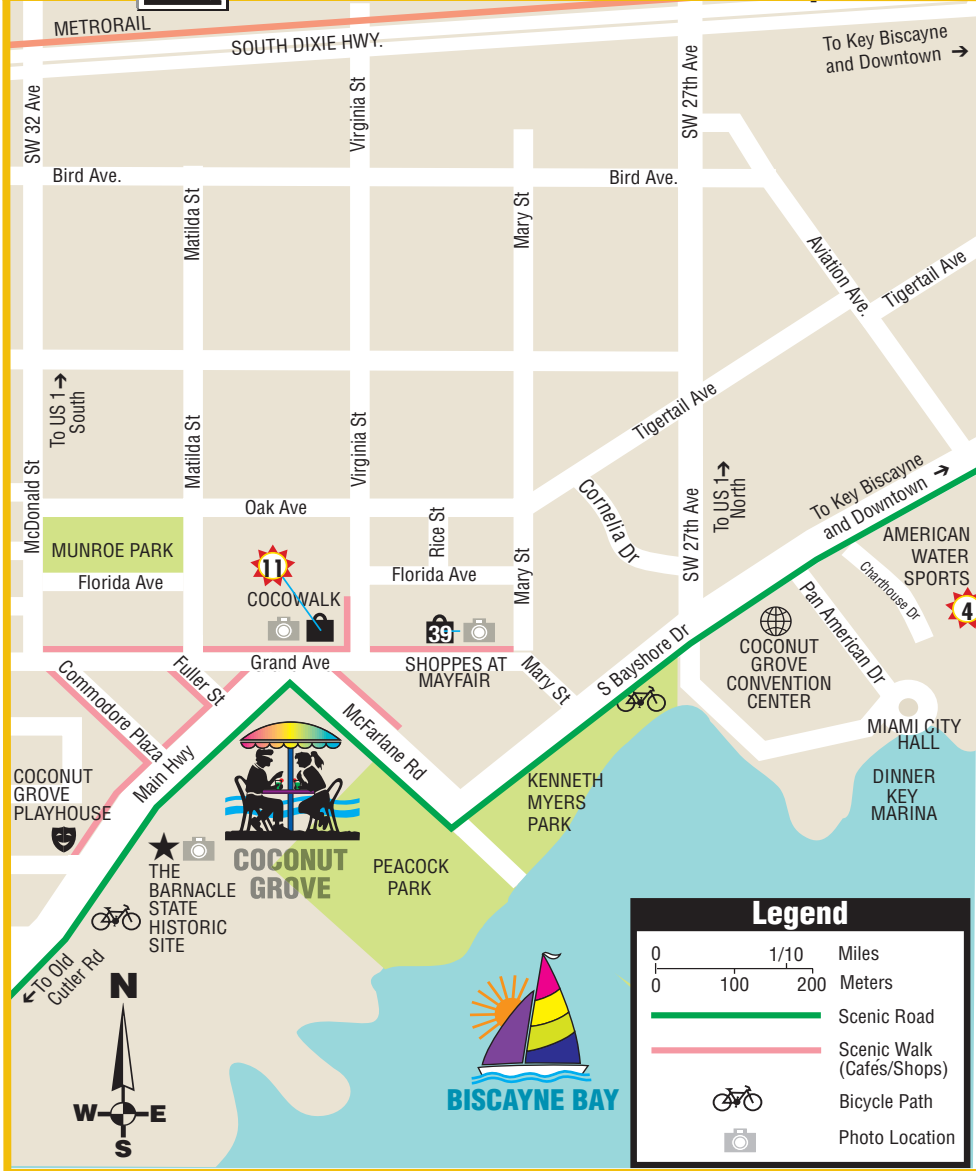 METRORAIL
SOUTH DIXIE HWY.
To Key Biscayne
and Downtown →
SW 32 Ave
Virginia St
SW 27th Ave
Bird Ave.
Bird Ave.
Matilda St
Mary St
Aviation Ave.
Tigertail Ave
To US 1→
South
Tigertail Ave
McDonald St
Matilda St
Virginia St
Oak Ave
Rice St
Mary St
Cornelia Dr
SW 27th Ave
To US 1→
North
To Key Biscayne
and Downtown →
MUNROE PARK
Florida Ave
11
COCOWALK
Florida Ave
39
AMERICAN
WATER
SPORTS
4
Charthouse Dr
Pan American Dr
COCONUT
GROVE
CONVENTION
CENTER
Grand Ave
SHOPPES AT
MAYFAIR
Mary St
S Bayshore Dr
Commodore Plaza
Fuller St
Main Hwy
McFarlane Rd
MIAMI CITY
HALL
COCONUT
GROVE
PLAYHOUSE
KENNETH
MYERS
PARK
DINNER
KEY
MARINA
THE
BARNACLE
STATE
HISTORIC
SITE
COCONUT
GROVE
PEACOCK
PARK
←To Old
Cutler Rd
N
W E
S
BISCAYNE BAY
Legend
0 1/10 Miles
0 100 200 Meters
Scenic Road
Scenic Walk
(Cafés/Shops)
Bicycle Path
Photo Location